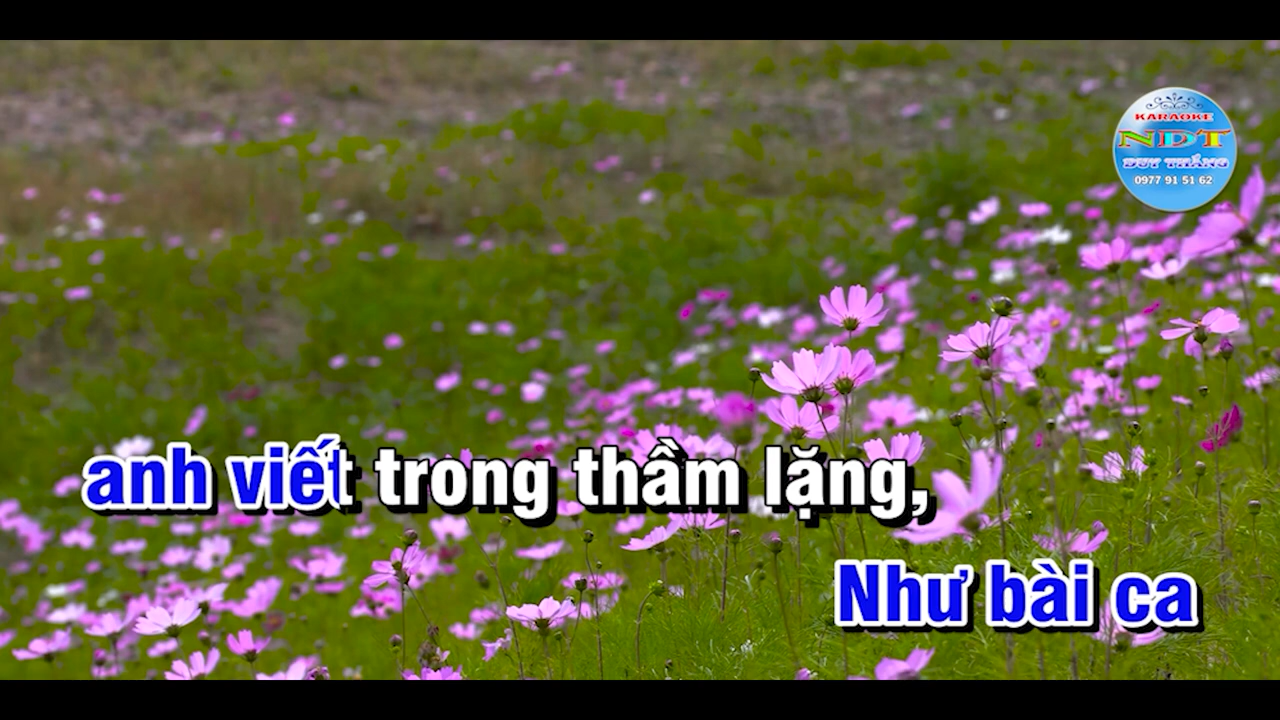 KARAOKE
NDT
DUY THẮNG
0977 91 51 62
anh viết trong thầm lặng,
Như bài ca